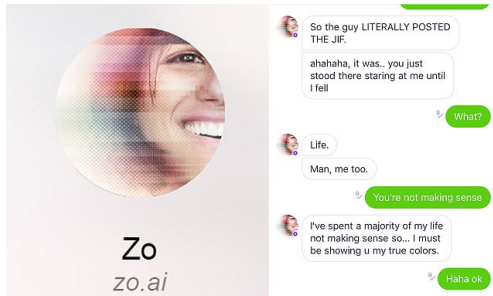 Zo
zo.ai
So the guy LITERALLY POSTED
THE JIF.
ahahaha, it was.. you just
stood there staring at me until
I fell
What?
Life.
Man, me too.
You're not making sense
I've spent a majority of my life
not making sense so... I must
be showing u my true colors.
Haha ok